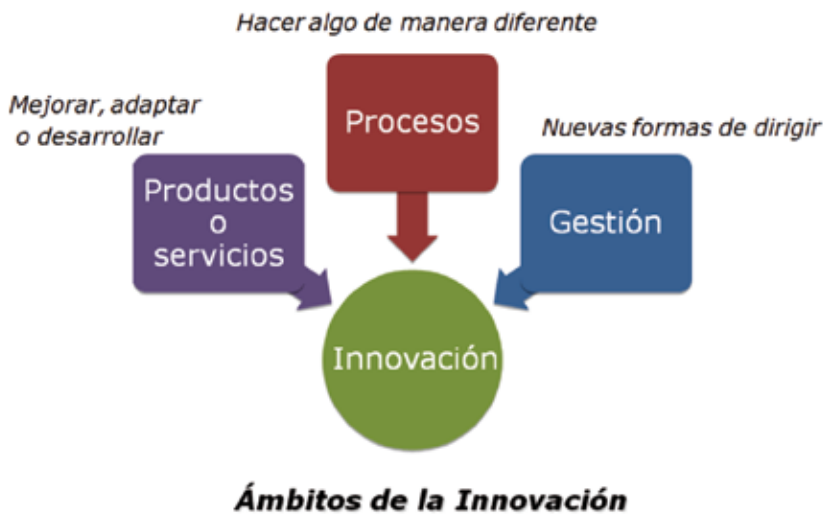 Hacer algo de manera diferente
Procesos
Mejorar, adaptar
o desarrollar
Productos
o
servicios
Nuevas formas de dirigir
Gestión
Innovación
Ámbitos de la Innovación